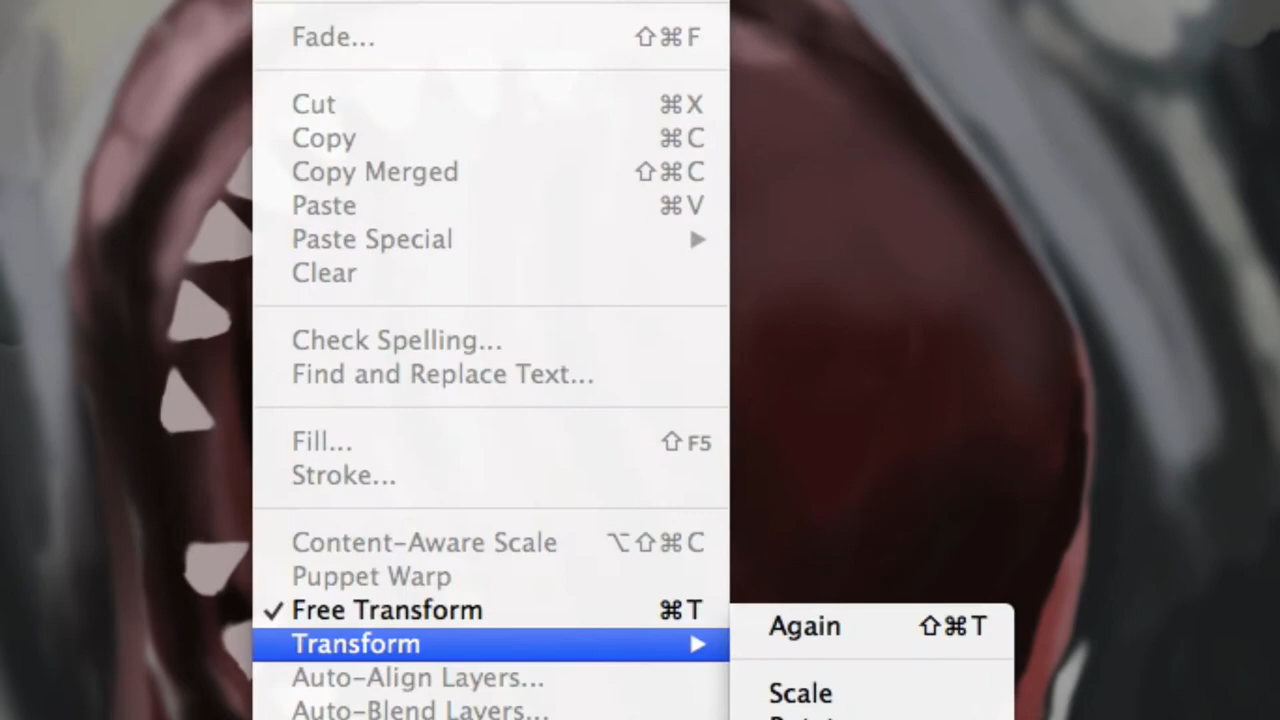 Fade... ⇧⌘F
Cut ⌘X
Copy ⌘C
Copy Merged ⇧⌘C
Paste ⌘V
Paste Special ▶
Clear
Check Spelling...
Find and Replace Text...
Fill... ⇧F5
Stroke...
Content-Aware Scale ⌥⇧⌘C
Puppet Warp
✓ Free Transform ⌘T
Again ⇧⌘T
Transform ▶
Auto-Align Layers...
Scale
Auto-Blend Layers...